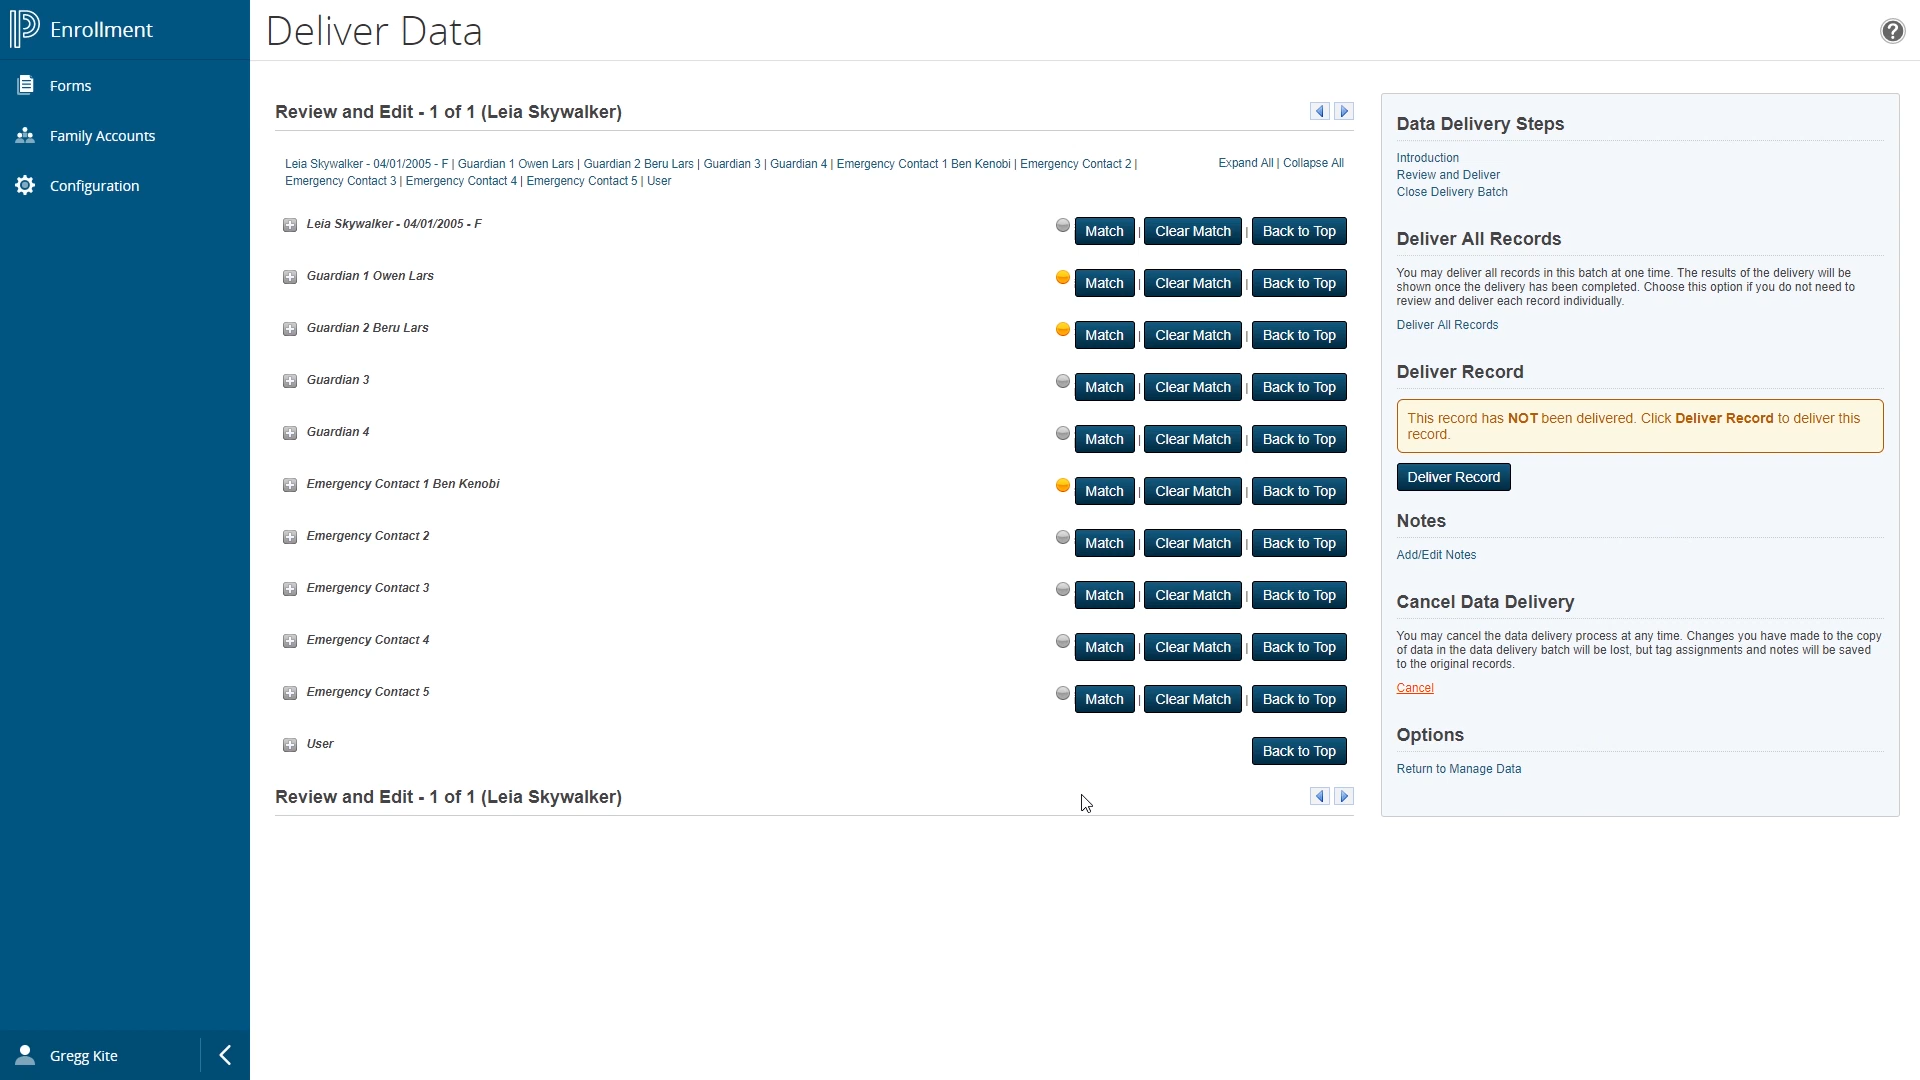 Enrollment
Deliver Data
Forms
Family Accounts
Configuration
Review and Edit - 1 of 1 (Leia Skywalker)
Leia Skywalker - 04/01/2005 - F | Guardian 1 Owen Lars | Guardian 2 Beru Lars | Guardian 3 | Guardian 4 | Emergency Contact 1 Ben Kenobi | Emergency Contact 2 |
Emergency Contact 3 | Emergency Contact 4 | Emergency Contact 5 | User
Expand All | Collapse All
Leia Skywalker - 04/01/2005 - F Match | Clear Match | Back to Top
Guardian 1 Owen Lars Match | Clear Match | Back to Top
Guardian 2 Beru Lars Match | Clear Match | Back to Top
Guardian 3 Match | Clear Match | Back to Top
Guardian 4 Match | Clear Match | Back to Top
Emergency Contact 1 Ben Kenobi Match | Clear Match | Back to Top
Emergency Contact 2 Match | Clear Match | Back to Top
Emergency Contact 3 Match | Clear Match | Back to Top
Emergency Contact 4 Match | Clear Match | Back to Top
Emergency Contact 5 Match | Clear Match | Back to Top
User Back to Top
Review and Edit - 1 of 1 (Leia Skywalker)
Data Delivery Steps
Introduction
Review and Deliver
Close Delivery Batch
Deliver All Records
You may deliver all records in this batch at one time. The results of the delivery will be
shown once the delivery has been completed. Choose this option if you do not need to
review and deliver each record individually.
Deliver All Records
Deliver Record
This record has NOT been delivered. Click Deliver Record to deliver this
record.
Deliver Record
Notes
Add/Edit Notes
Cancel Data Delivery
You may cancel the data delivery process at any time. Changes you have made to the copy
of data in the data delivery batch will be lost, but tag assignments and notes will be saved
to the original records.
Cancel
Options
Return to Manage Data
Gregg Kite